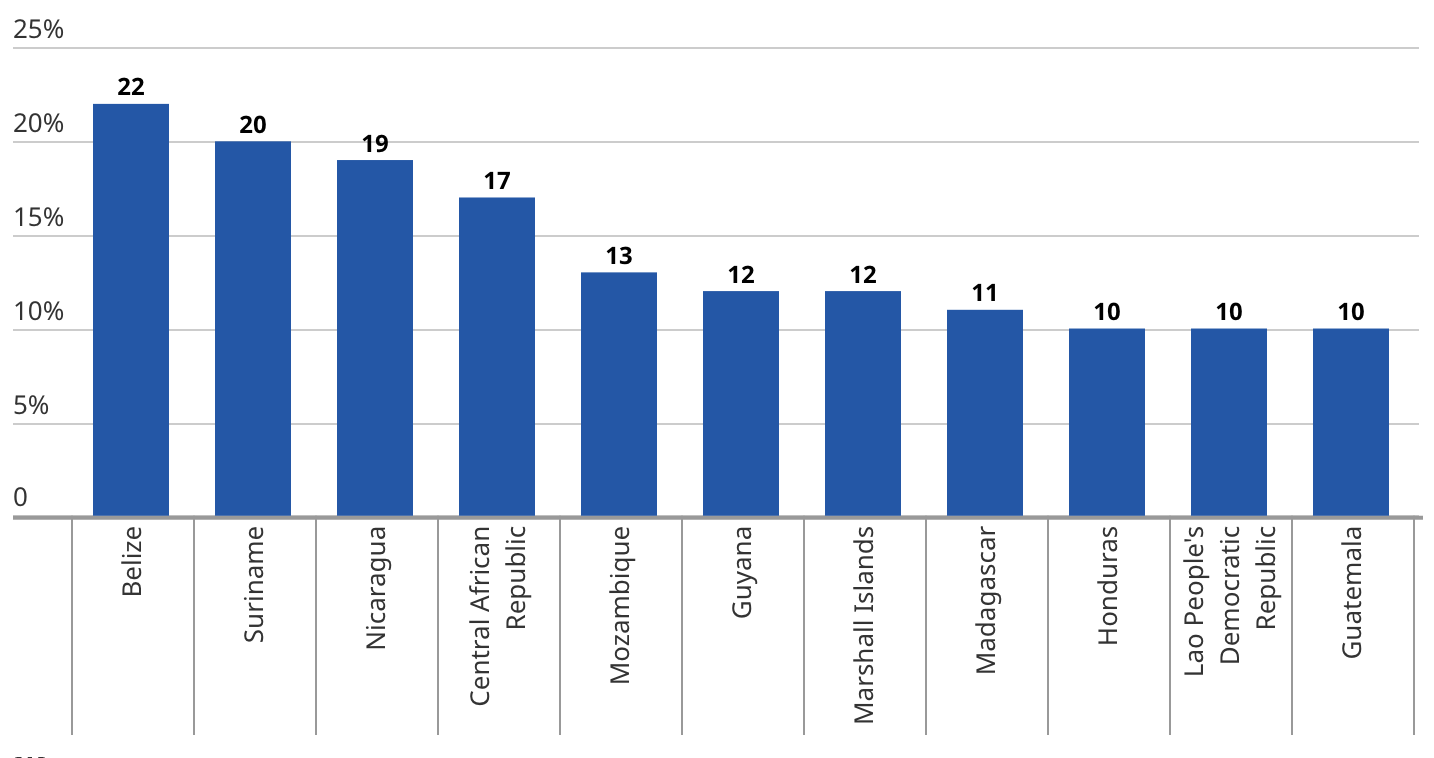 25%
22
20%
20
19
17
15%
13
12
12
11
10%
10
10
10
5%
0
Belize
Suriname
Nicaragua
Central African
Republic
Mozambique
Guyana
Marshall Islands
Madagascar
Honduras
Lao People's
Democratic
Republic
Guatemala